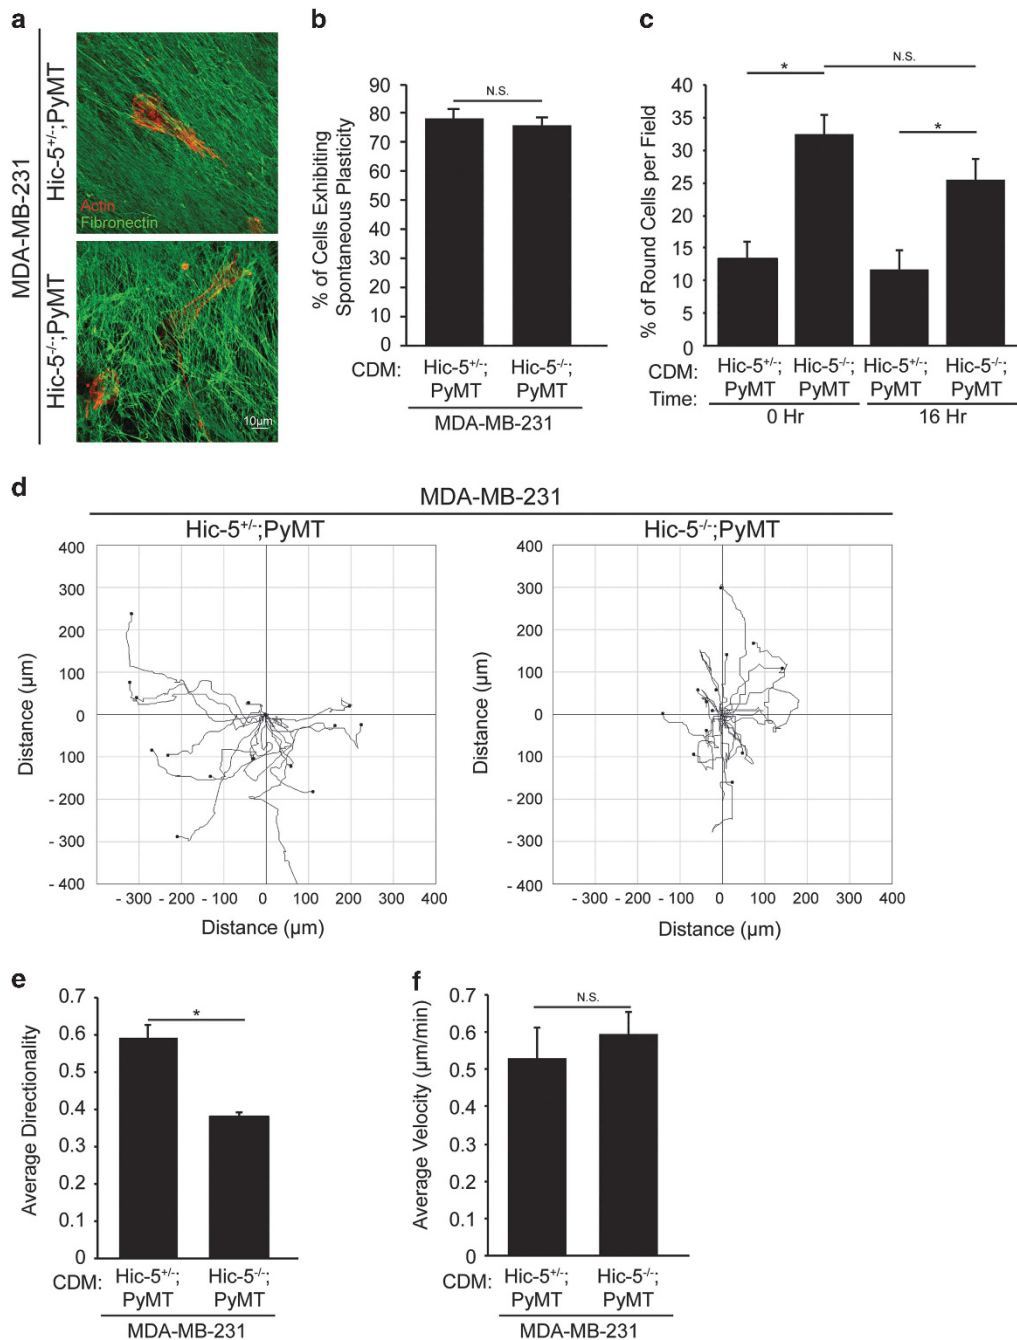 a
MDA-MB-231
Hic-5+/-;PyMT
Actin
Fibronectin
Hic-5-/-;PyMT
10µm
b
% of Cells Exhibiting
Spontaneous Plasticity
90
80
70
60
50
40
30
20
10
0
N.S.
CDM:
Hic-5+/-;
PyMT
Hic-5-/-;
PyMT
MDA-MB-231
c
% of Round Cells per Field
40
35
30
25
20
15
10
5
0
*
N.S.
*
CDM:
Hic-5+/-;
PyMT
Hic-5-/-;
PyMT
Hic-5+/-;
PyMT
Hic-5-/-;
PyMT
Time:
0 Hr
16 Hr
d
MDA-MB-231
Hic-5+/-;PyMT
Distance (µm)
400
300
200
100
0
100
- 200
- 300
- 400
- 300 - 200 - 100 0 100 200 300 400
Distance (µm)
Hic-5-/-;PyMT
Distance (µm)
400
300
200
100
0
100
- 200
- 300
- 400
- 300 - 200 - 100 0 100 200 300 400
Distance (µm)
e
Average Directionality
0.7
0.6
0.5
0.4
0.3
0.2
0.1
0
*
CDM:
Hic-5+/-;
PyMT
Hic-5-/-;
PyMT
MDA-MB-231
f
Average Velocity (µm/min)
0.7
0.6
0.5
0.4
0.3
0.2
0.1
0
N.S.
CDM:
Hic-5+/-;
PyMT
Hic-5-/-;
PyMT
MDA-MB-231